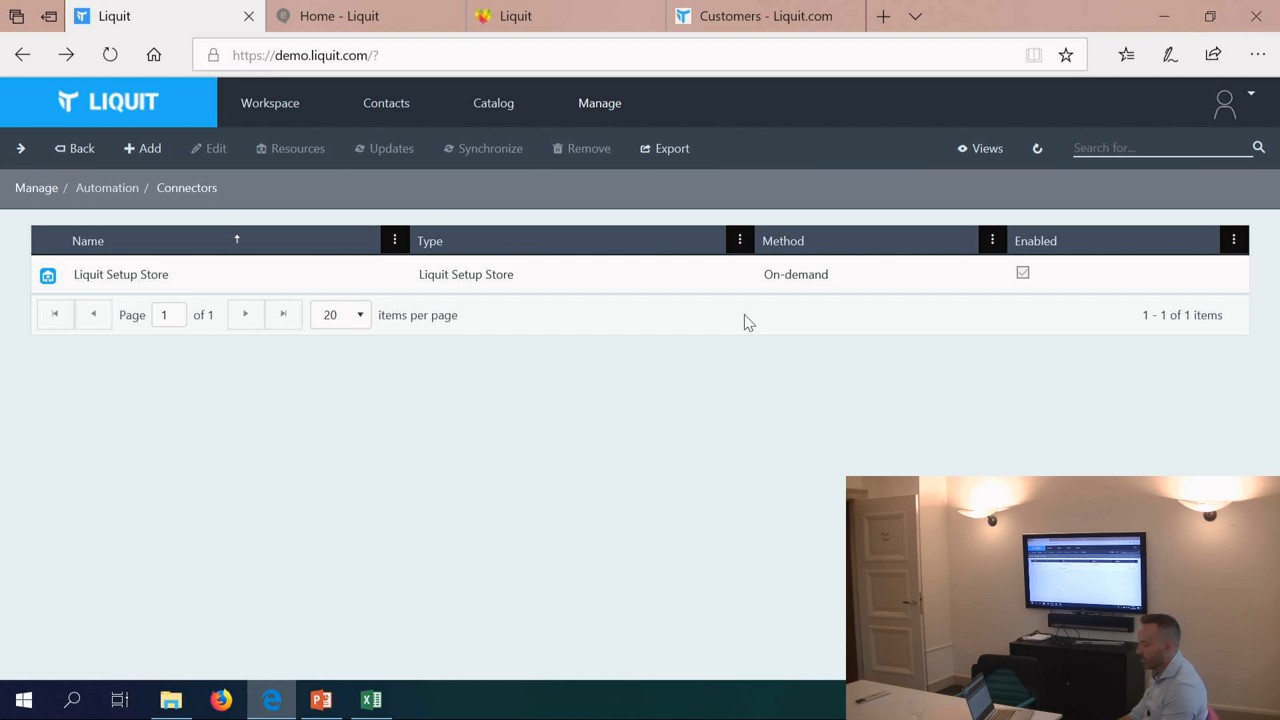 Liquit
Home - Liquit
Liquit
Customers - Liquit.com
https://demo.liquit.com/?
LIQUIT
Workspace
Contacts
Catalog
Manage
Back
Add
Edit
Resources
Updates
Synchronize
Remove
Export
Views
Search for...
Manage / Automation / Connectors
Name
Type
Method
Enabled
Liquit Setup Store
Liquit Setup Store
On-demand
Page 1 of 1
20
items per page
1 - 1 of 1 items